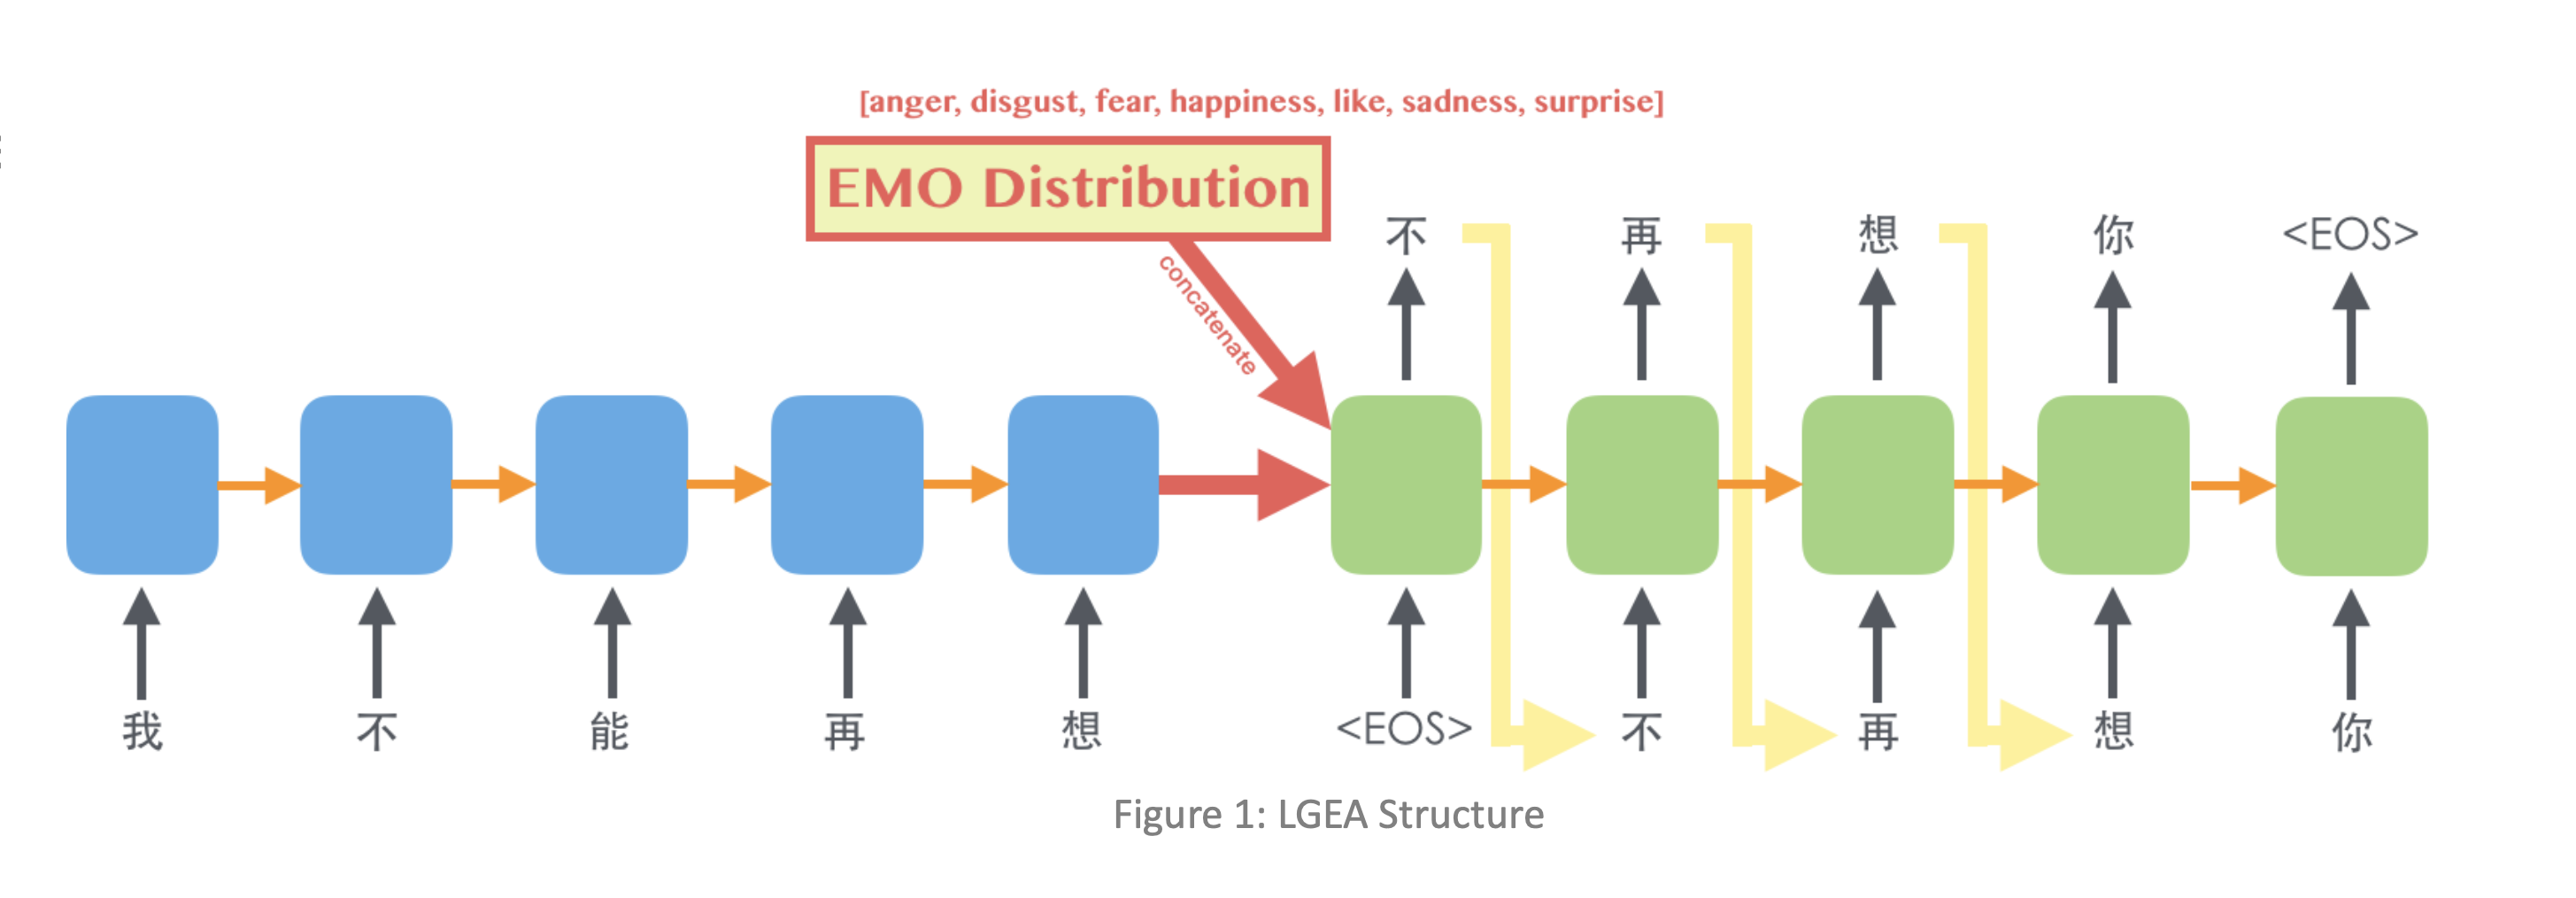 [anger, disgust, fear, happiness, like, sadness, surprise]
EMO Distribution
concatenate
不 再 想 你 <EOS>
我 不 能 再 想 <EOS> 不 再 想 你
Figure 1: LGEA Structure